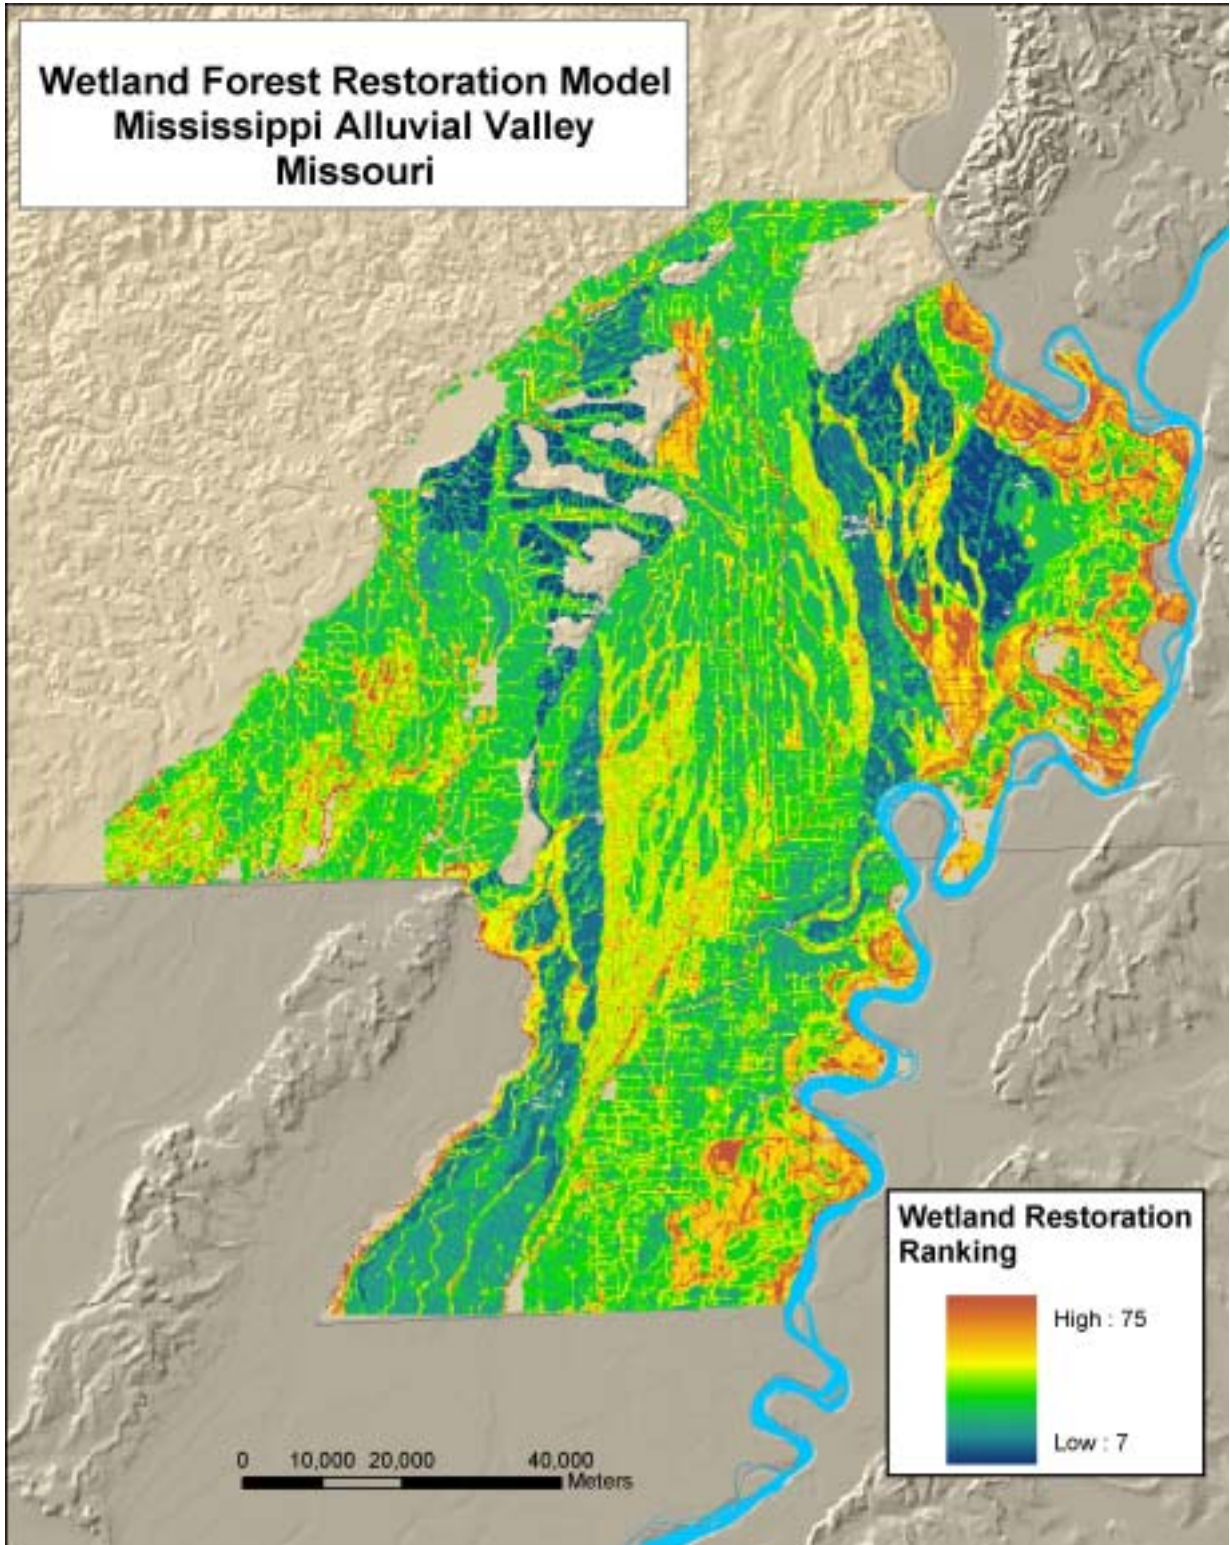 Wetland Forest Restoration Model
Mississippi Alluvial Valley
Missouri
Wetland Restoration
Ranking
High : 75
Low : 7
0 10,000 20,000 40,000
Meters